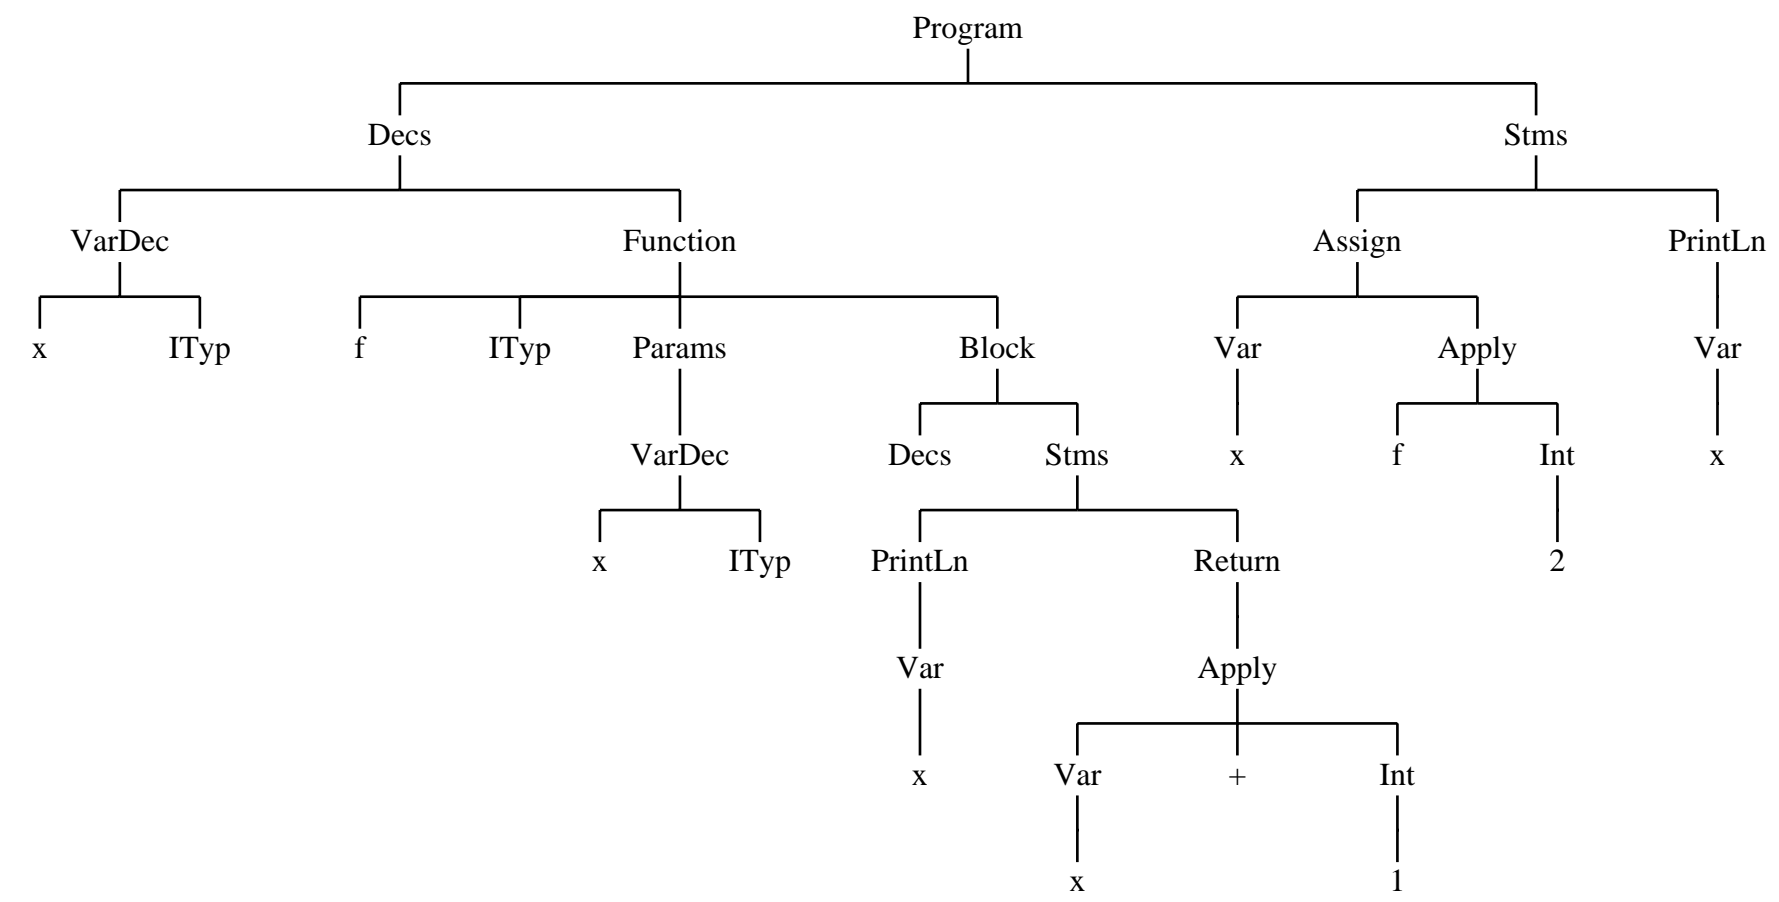 Program
Decs Stms
VarDec Function Assign PrintLn
x ITyp f ITyp Params Block Var Apply Var
VarDec Decs Stms x f Int x
x ITyp PrintLn Return 2
Var Apply
x Var + Int
x 1